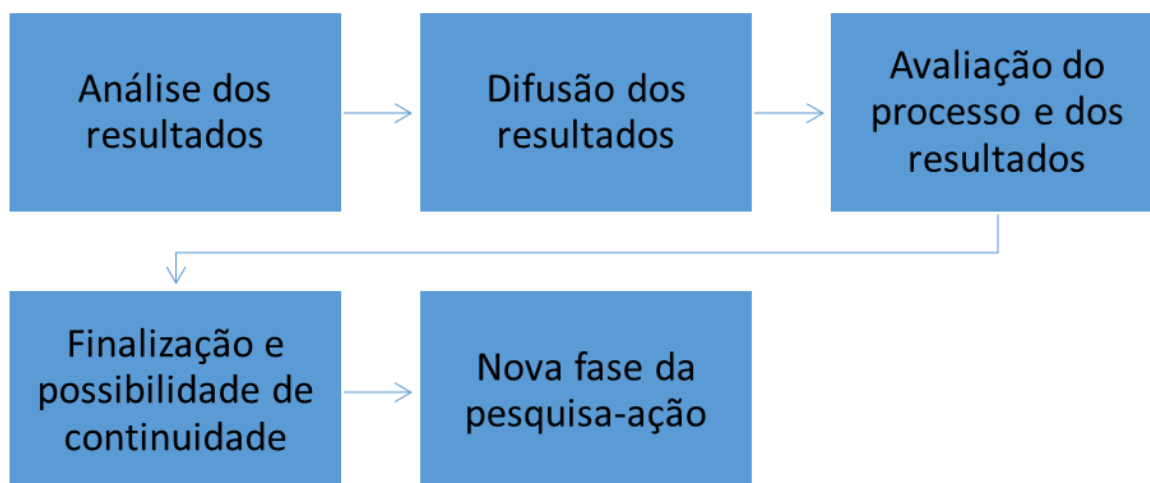 Análise dos
resultados
Difusão dos
resultados
Avaliação do
processo e dos
resultados
Finalização e
possibilidade de
continuidade
Nova fase da
pesquisa-ação